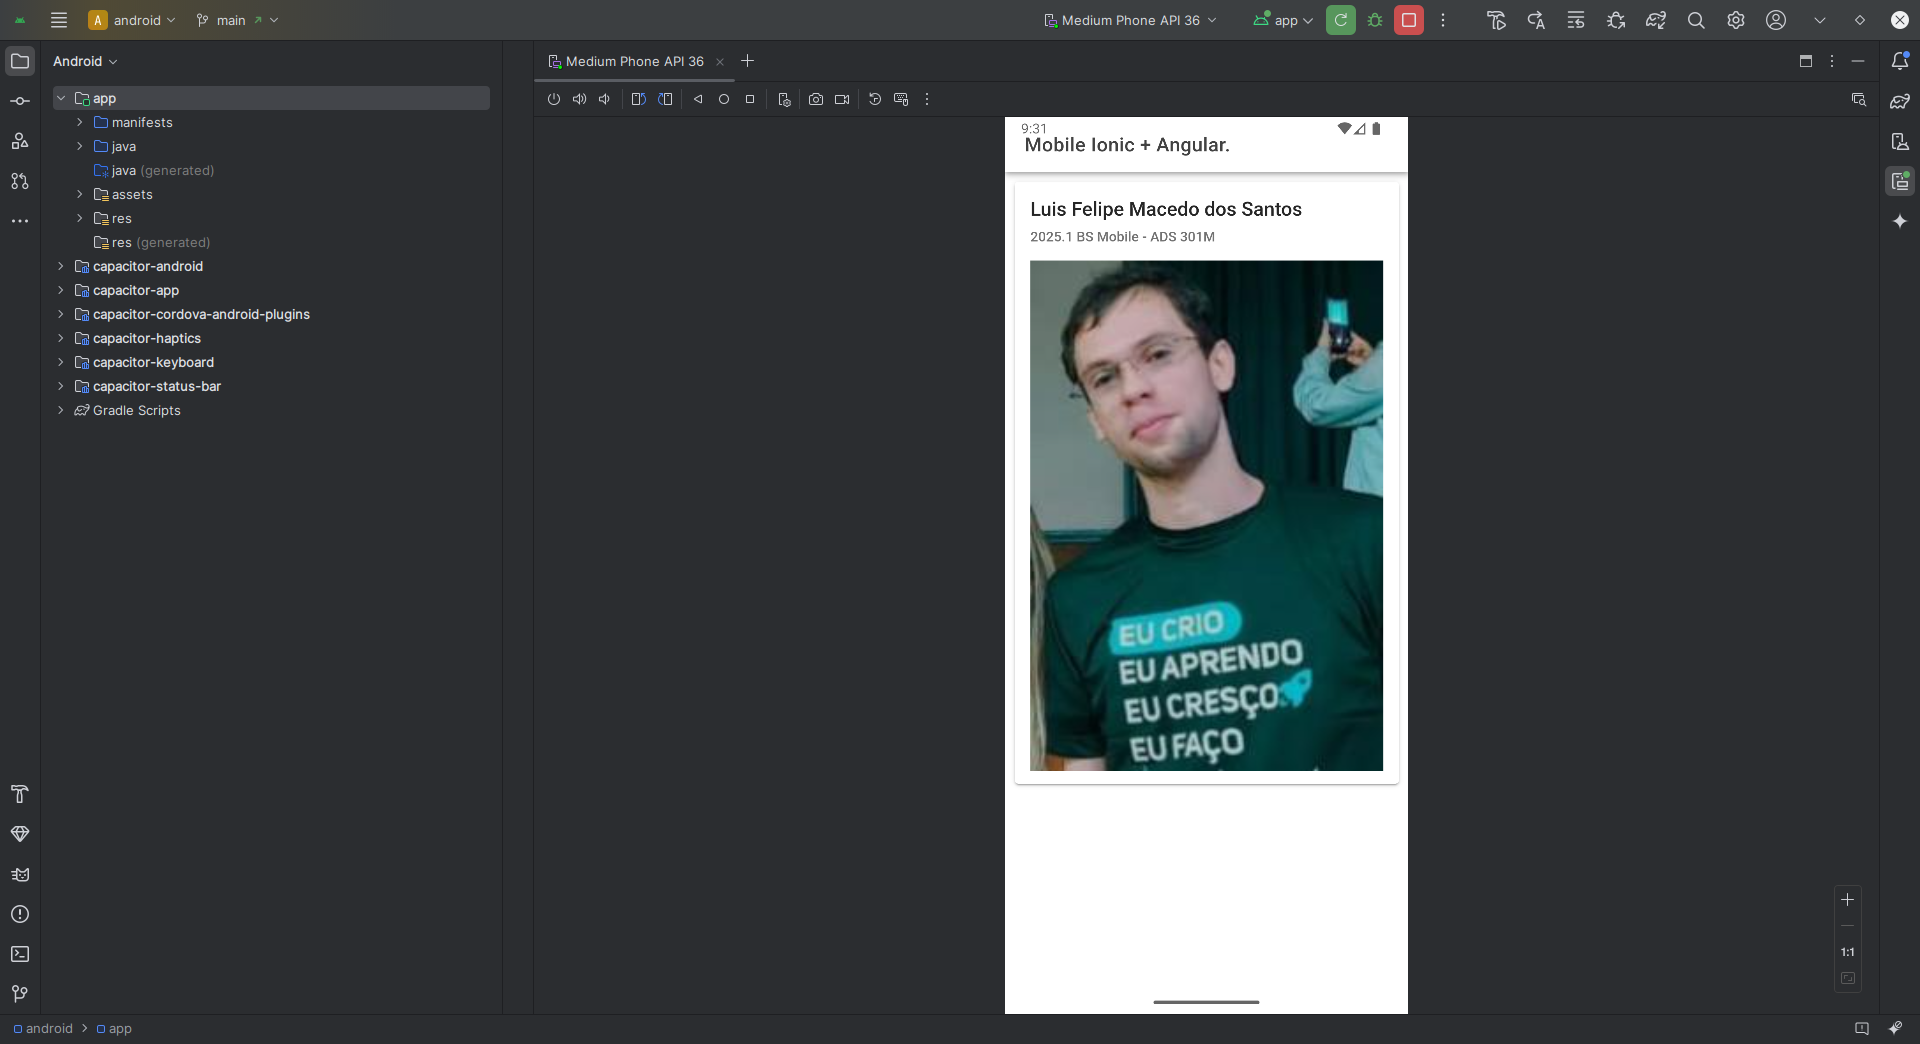 A android main Medium Phone API 36 app
Android
app
manifests
java
java (generated)
assets
res
res (generated)
capacitor-android
capacitor-app
capacitor-cordova-android-plugins
capacitor-haptics
capacitor-keyboard
capacitor-status-bar
Gradle Scripts
Medium Phone API 36
9:31
Mobile Ionic + Angular.
Luis Felipe Macedo dos Santos
2025.1 BS Mobile - ADS 301M
EU CRIO
EU APRENDO
EU CRESÇO
EU FAÇO
1:1
android app